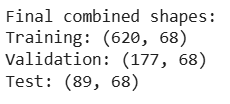 Final combined shapes:
Training: (620, 68)
Validation: (177, 68)
Test: (89, 68)